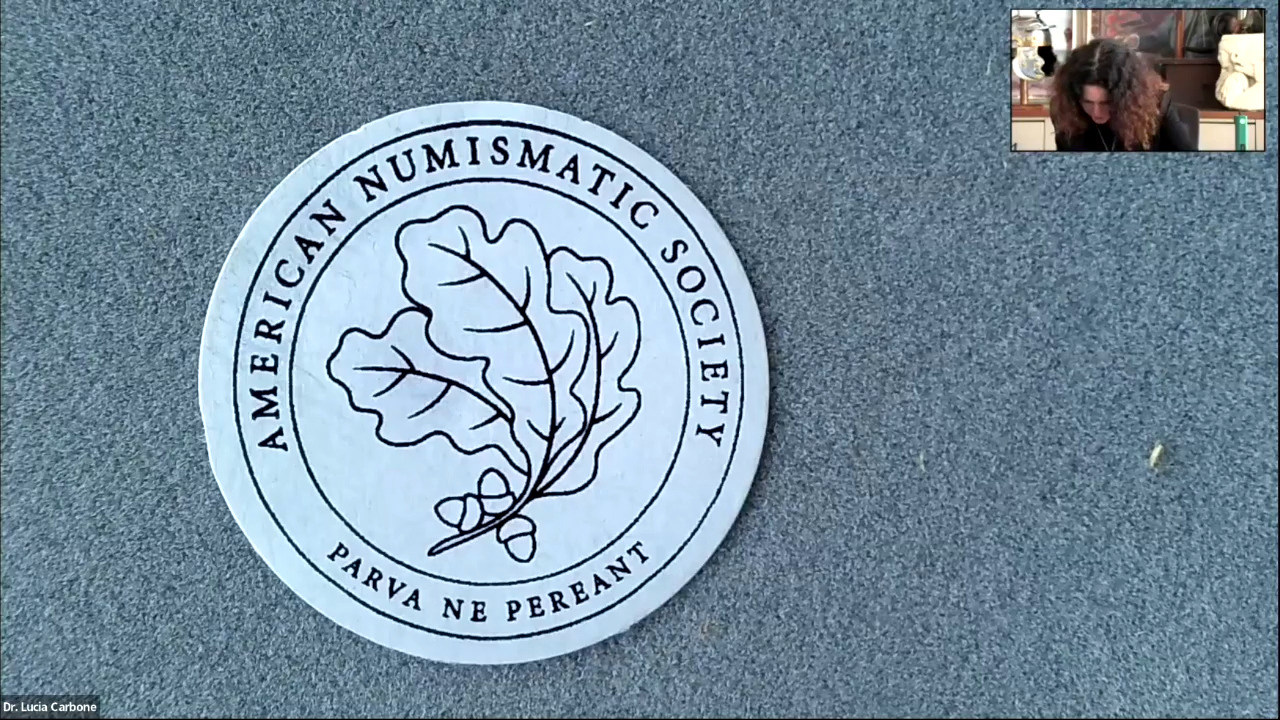 AMERICAN NUMISMATIC SOCIETY
PARVA NE PEREANT
Dr. Lucia Carbone